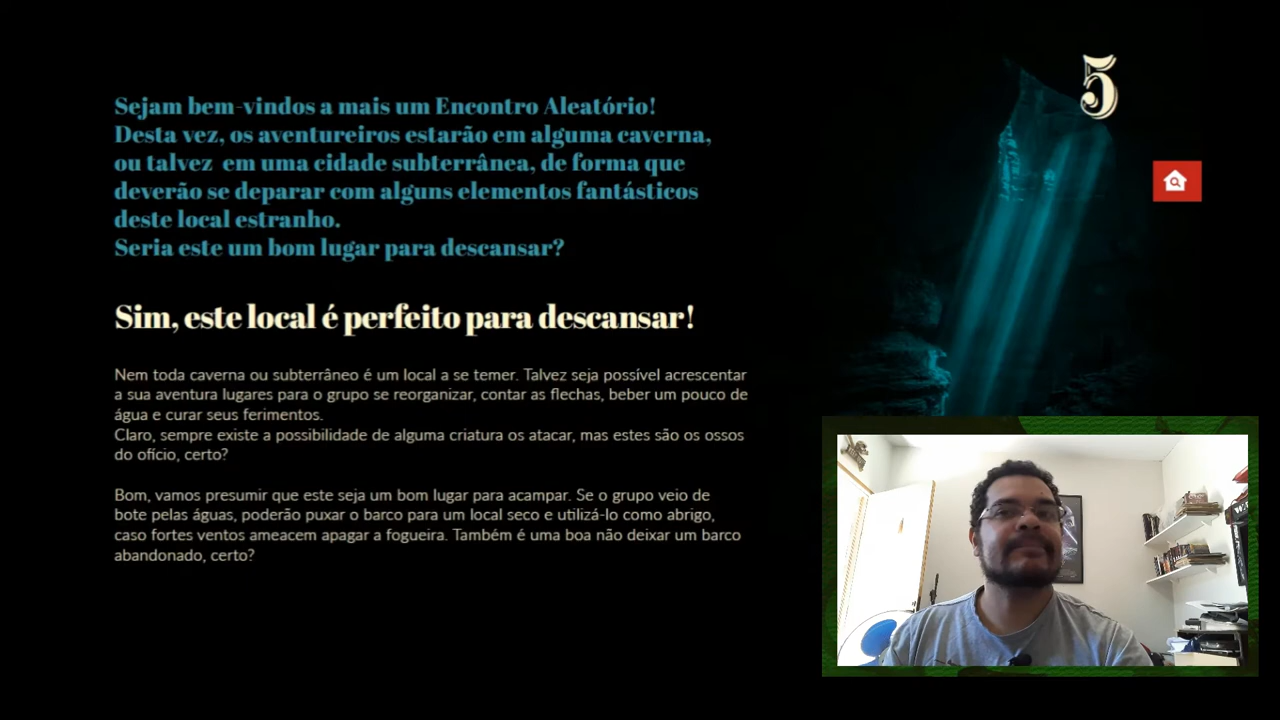 5
Sejam bem-vindos a mais um Encontro Aleatório!
Desta vez, os aventureiros estarão em alguma caverna,
ou talvez em uma cidade subterrânea, de forma que
deverão se deparar com alguns elementos fantásticos
deste local estranho.
Seria este um bom lugar para descansar?
Sim, este local é perfeito para descansar!
Nem toda caverna ou subterrâneo é um local a se temer. Talvez seja possível acrescentar
a sua aventura lugares para o grupo se reorganizar, contar as flechas, beber um pouco de
água e curar seus ferimentos.
Claro, sempre existe a possibilidade de alguma criatura os atacar, mas estes são os ossos
do ofício, certo?
Bom, vamos presumir que este seja um bom lugar para acampar. Se o grupo veio de
bote pelas águas, poderão puxar o barco para um local seco e utilizá-lo como abrigo,
caso fortes ventos ameacem apagar a fogueira. Também é uma boa não deixar um barco
abandonado, certo?